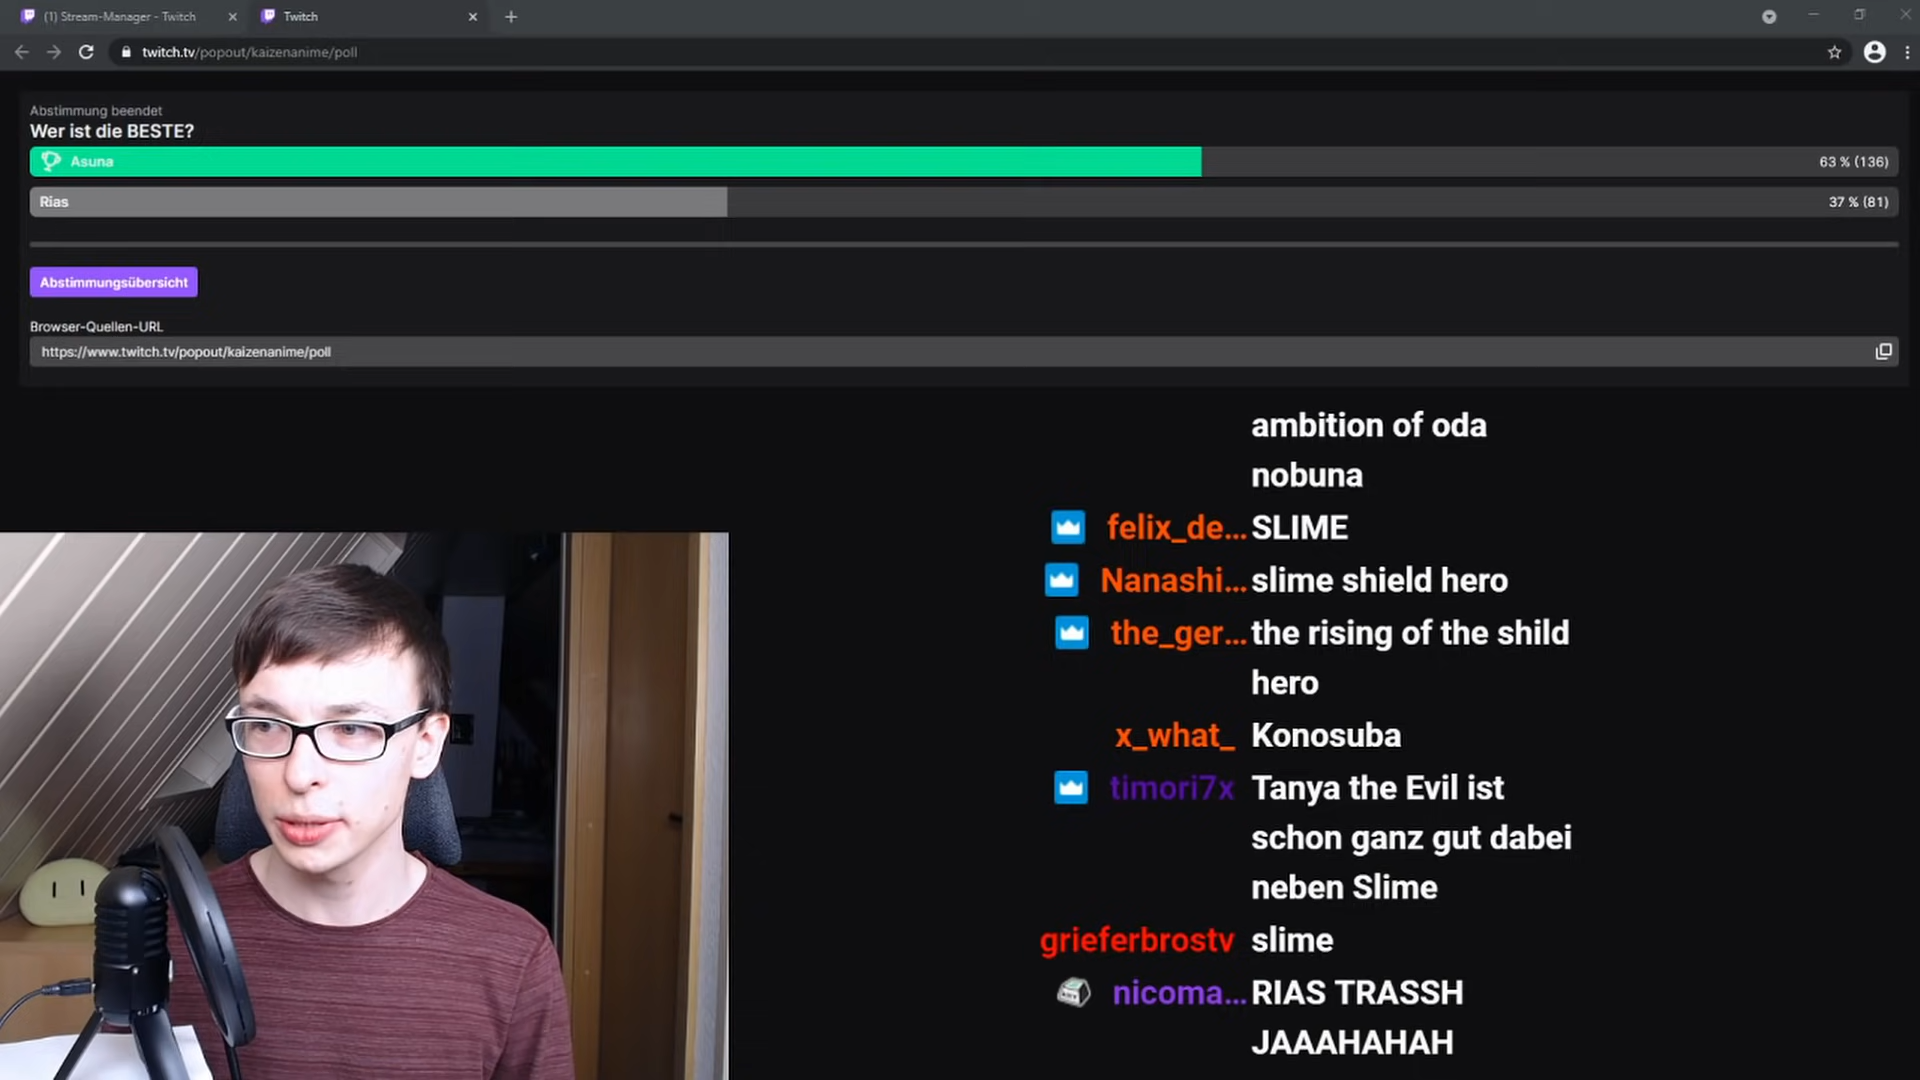 (1) Stream-Manager - Twitch
Twitch
twitch.tv/popout/kaizenanime/poll
Abstimmung beendet
Wer ist die BESTE?
Asuna
63 % (136)
Rias
37 % (81)
Abstimmungsübersicht
Browser-Quellen-URL
https://www.twitch.tv/popout/kaizenanime/poll
ambition of oda
nobuna
felix_de... SLIME
Nanashi... slime shield hero
the_ger... the rising of the shild
hero
x_what_ Konosuba
timori7x Tanya the Evil ist
schon ganz gut dabei
neben Slime
grieferbrostv slime
nicoma... RIAS TRASSH
JAAAHAHAH